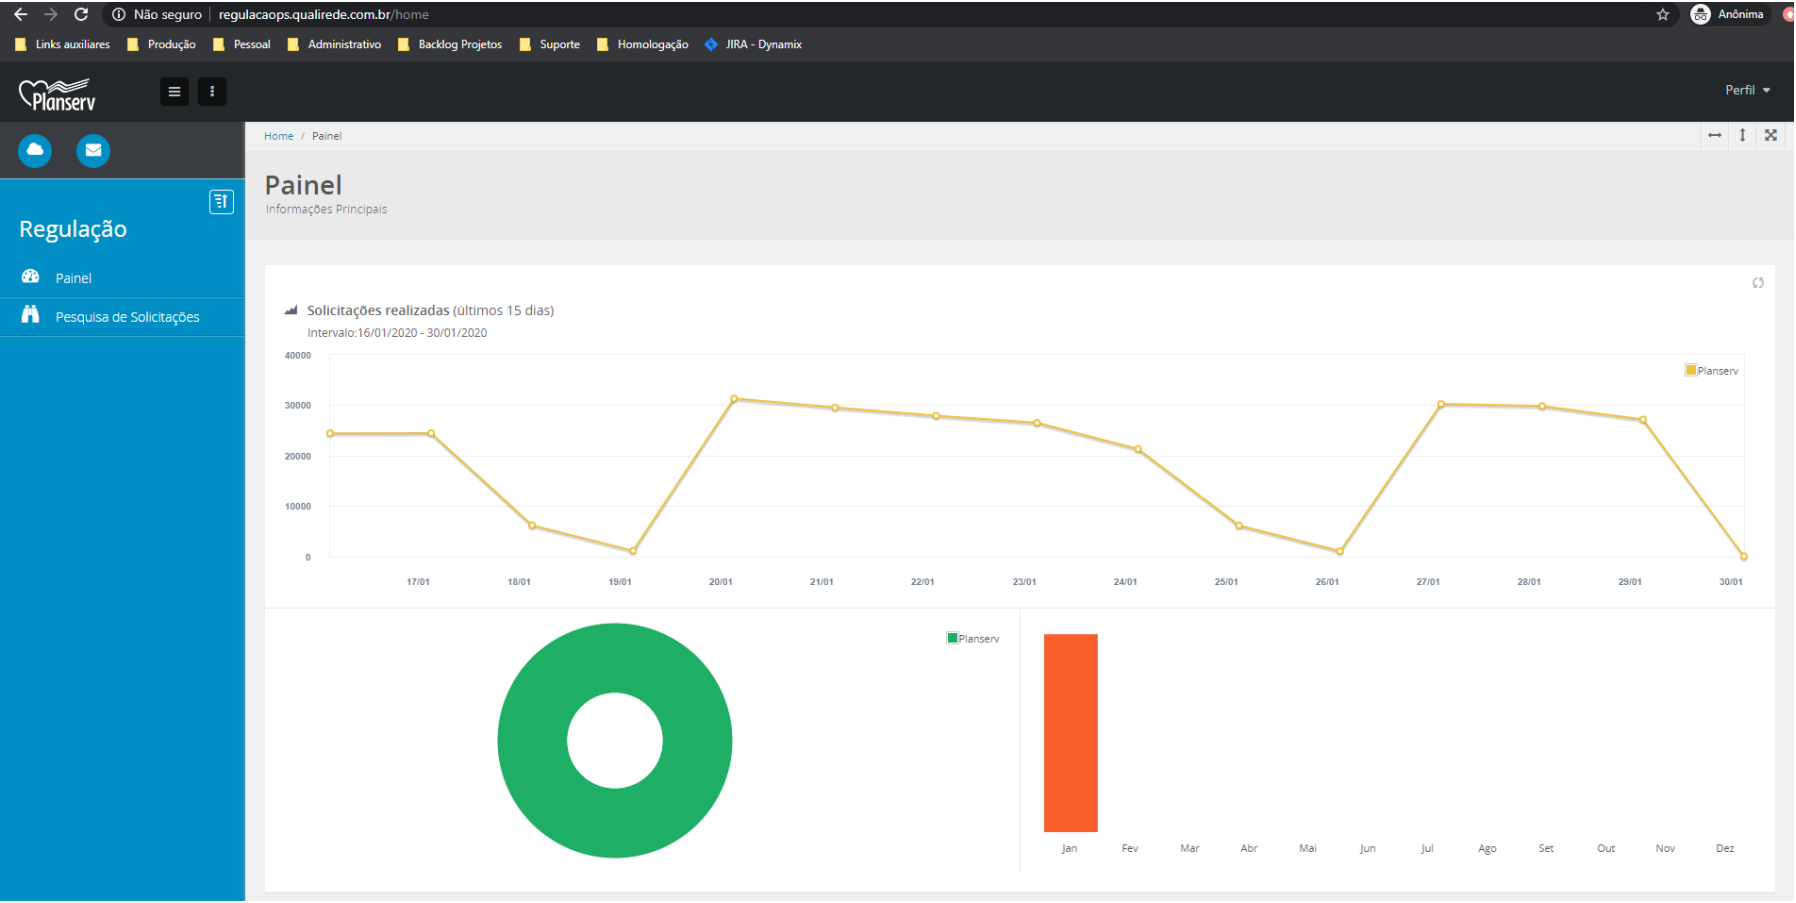 Não seguro | regulacaops.qualirede.com.br/home
Anônima
Links auxiliares Produção Pessoal Administrativo Backlog Projetos Suporte Homologação JIRA - Dynamix
Planserv
Perfil
Home / Painel
Painel
Informações Principais
Regulação
Painel
Pesquisa de Solicitações
Solicitações realizadas (últimos 15 dias)
Intervalo:16/01/2020 - 30/01/2020
Planserv
40000
30000
20000
10000
0
17/01 18/01 19/01 20/01 21/01 22/01 23/01 24/01 25/01 26/01 27/01 28/01 29/01 30/01
Planserv
Jan Fev Mar Abr Mai Jun Jul Ago Set Out Nov Dez